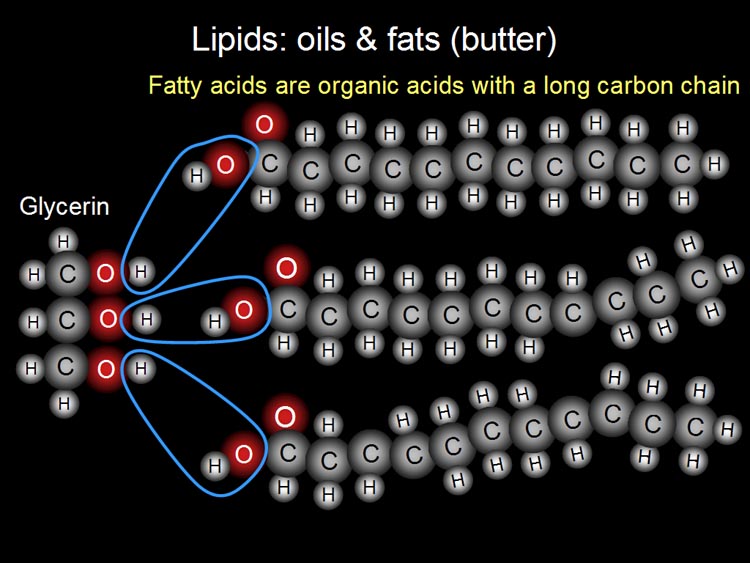 Lipids: oils & fats (butter)
Fatty acids are organic acids with a long carbon chain
O H H H H H H H H H H
H O C C C C C C C C C C C H
H H H H H H H H H H H
Glycerin
H
H C O H
H C O H
H C O H
H
O H H H H H H H H H
H O C C C C C C C C C C C H
H H H H H H H H H H
O H H H H H H H H
H O C C C C C C C C C C C H
H H H H H H H H H